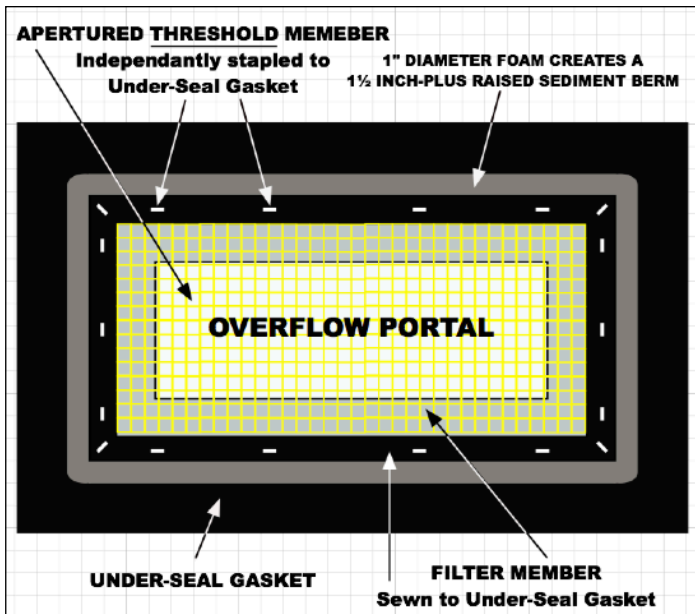 APERTURED THRESHOLD MEMEBER
Independantly stapled to
Under-Seal Gasket
1" DIAMETER FOAM CREATES A
1½ INCH-PLUS RAISED SEDIMENT BERM
OVERFLOW PORTAL
UNDER-SEAL GASKET
FILTER MEMBER
Sewn to Under-Seal Gasket